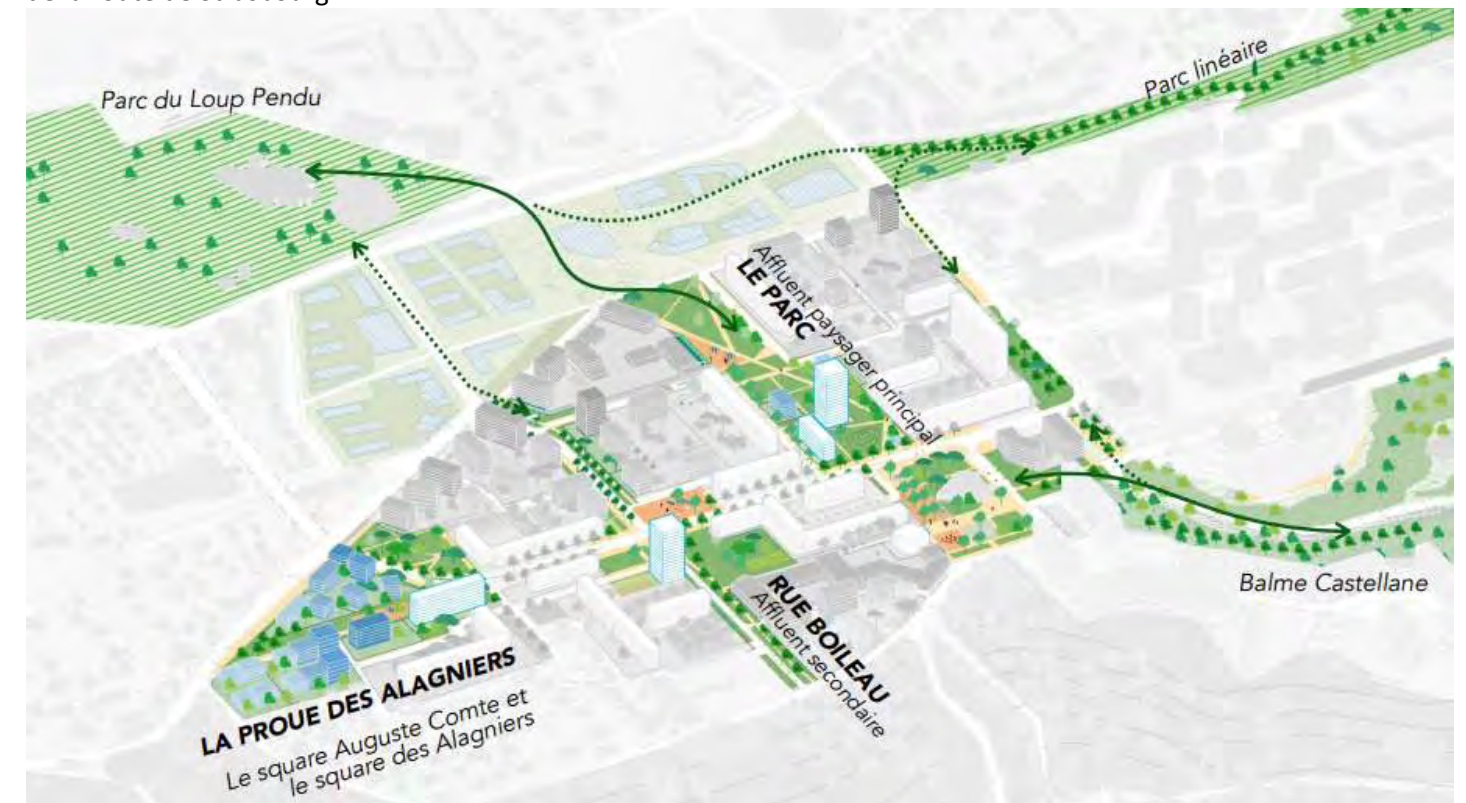 Parc du Loup Pendu
Parc linéaire
LE PARC
Affluent paysager principal
Balme Castellane
RUE BOILEAU
Affluent secondaire
LA PROUE DES ALAGNIERS
Le square Auguste Comte et
le square des Alagniers